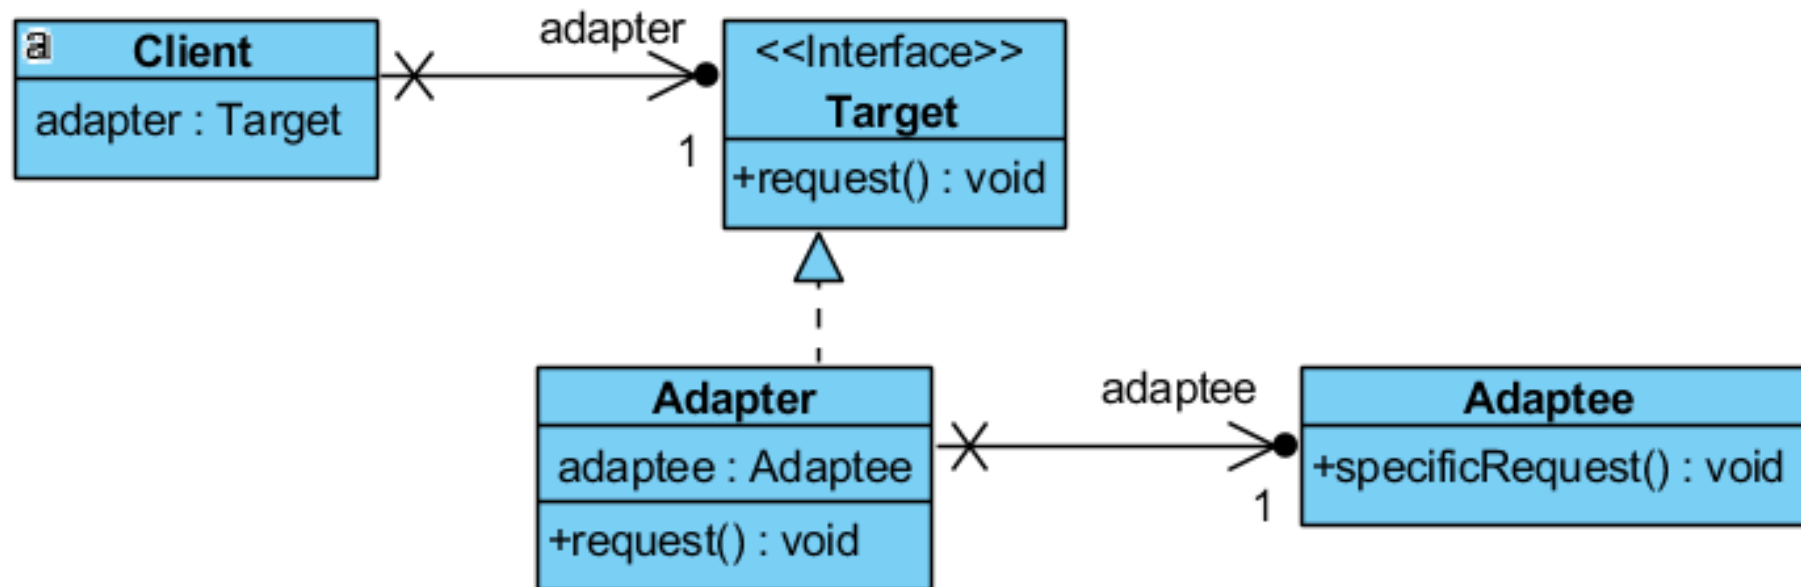 a
Client
adapter : Target
adapter
1
<<Interface>>
Target
+request() : void
Adapter
adaptee : Adaptee
+request() : void
adaptee
1
Adaptee
+specificRequest() : void